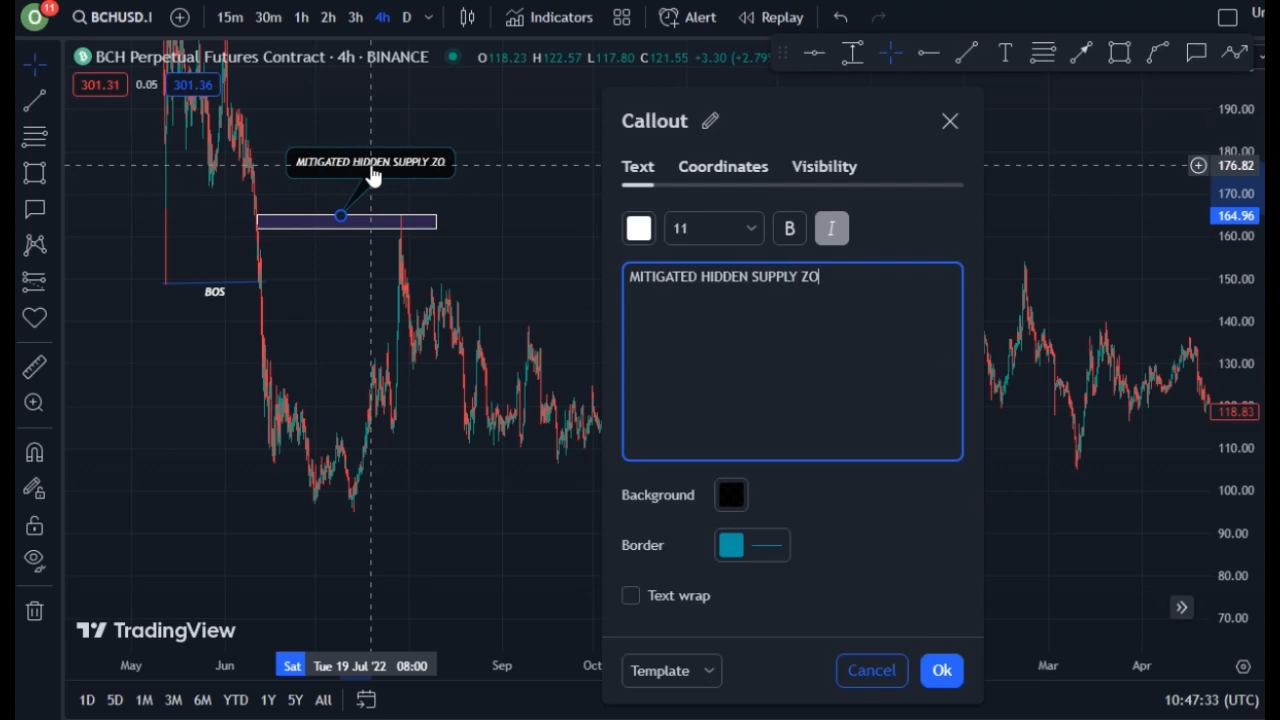 O 11 BCHUSD.I 15m 30m 1h 2h 3h 4h D Indicators Alert Replay
BCH Perpetual Futures Contract · 4h · BINANCE O118.23 H122.57 L117.80 C121.55 +3.30
301.31 0.05 301.36
MITIGATED HIDDEN SUPPLY ZO
BOS
Callout
Text Coordinates Visibility
11 B I
MITIGATED HIDDEN SUPPLY ZO
Background
Border
Text wrap
Template Cancel Ok
190.00
180.00
176.82
170.00
164.96
160.00
150.00
140.00
130.00
118.83
110.00
100.00
90.00
80.00
70.00
TradingView
May Jun Sat Tue 19 Jul '22 08:00 Sep Oct Mar Apr
1D 5D 1M 3M 6M YTD 1Y 5Y All 10:47:33 (UTC)